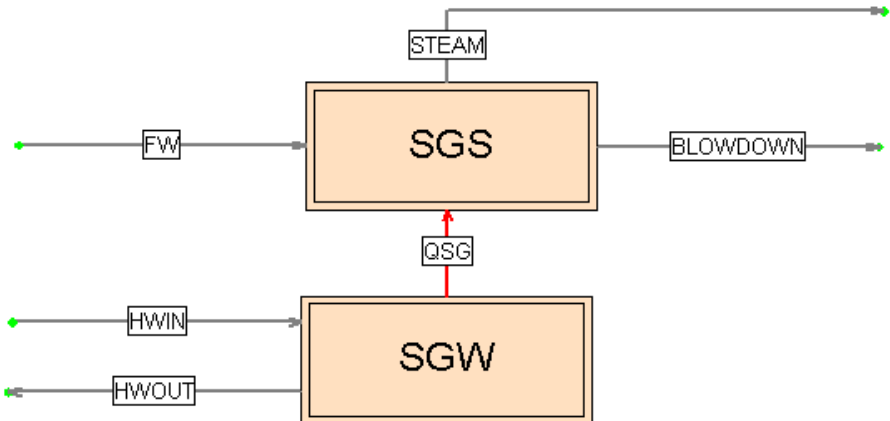 STEAM
FW
SGS
BLOWDOWN
QSG
HWIN
SGW
HWOUT